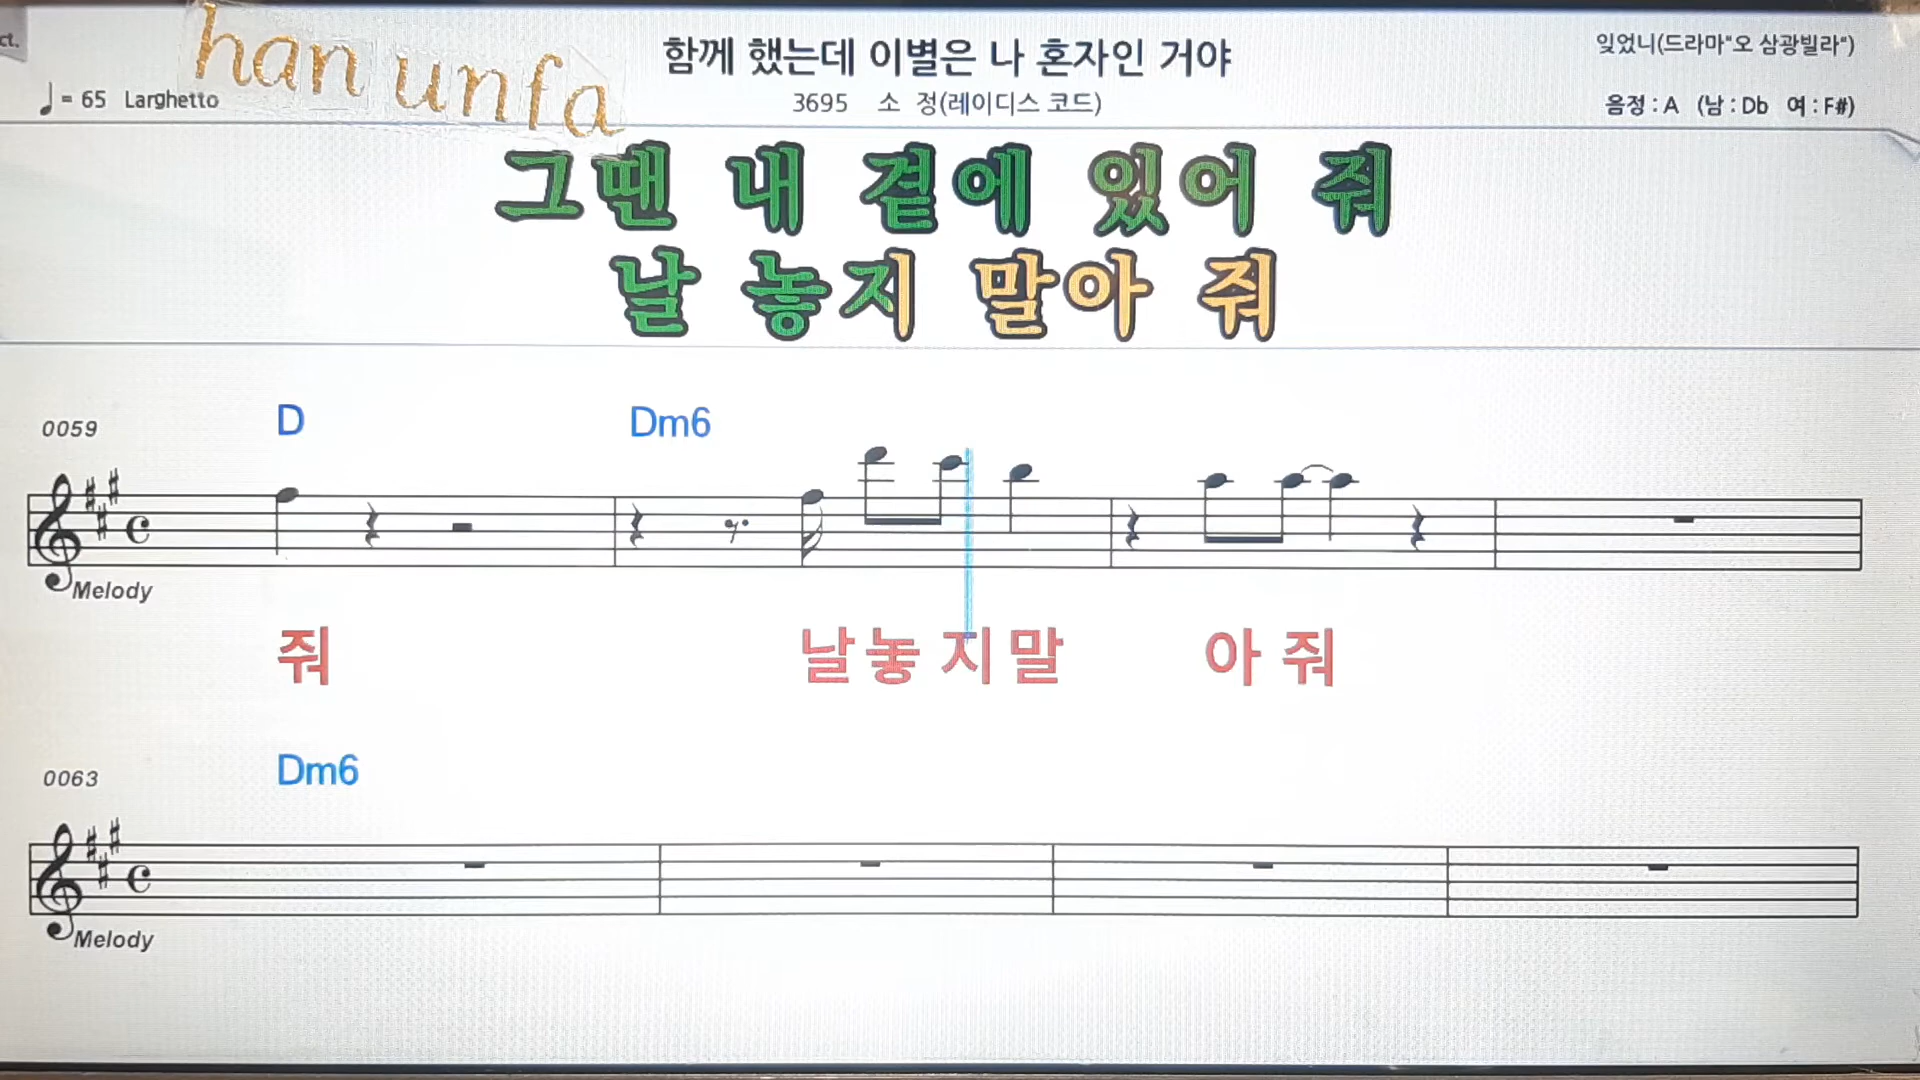 ct.
han unfa
함께 했는데 이별은 나 혼자인 거야
잊었니(드라마"오 삼광빌라")
♩= 65 Larghetto
3695 소 정(레이디스 코드)
음정 : A (남 : Db 여 : F#)
그땐 내 곁에 있어 줘
날 놓지 말아 줘
0059 D Dm6
Melody
줘 날놓 지 말 아 줘
0063 Dm6
Melody